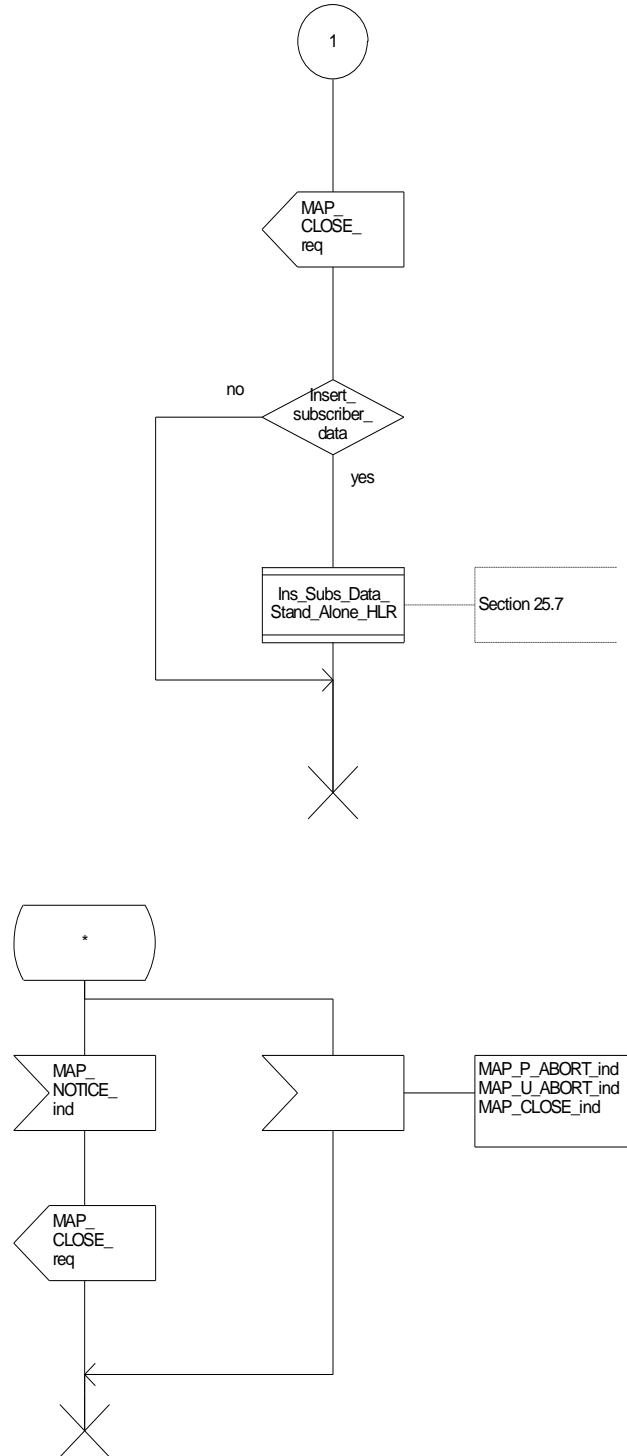 1
MAP_
CLOSE_
req
no
Insert_
subscriber_
data
yes
Ins_Subs_Data_
Stand_Alone_HLR
Section 25.7
*
MAP_
NOTICE_
ind
MAP_P_ABORT_ind
MAP_U_ABORT_ind
MAP_CLOSE_ind
MAP_
CLOSE_
req